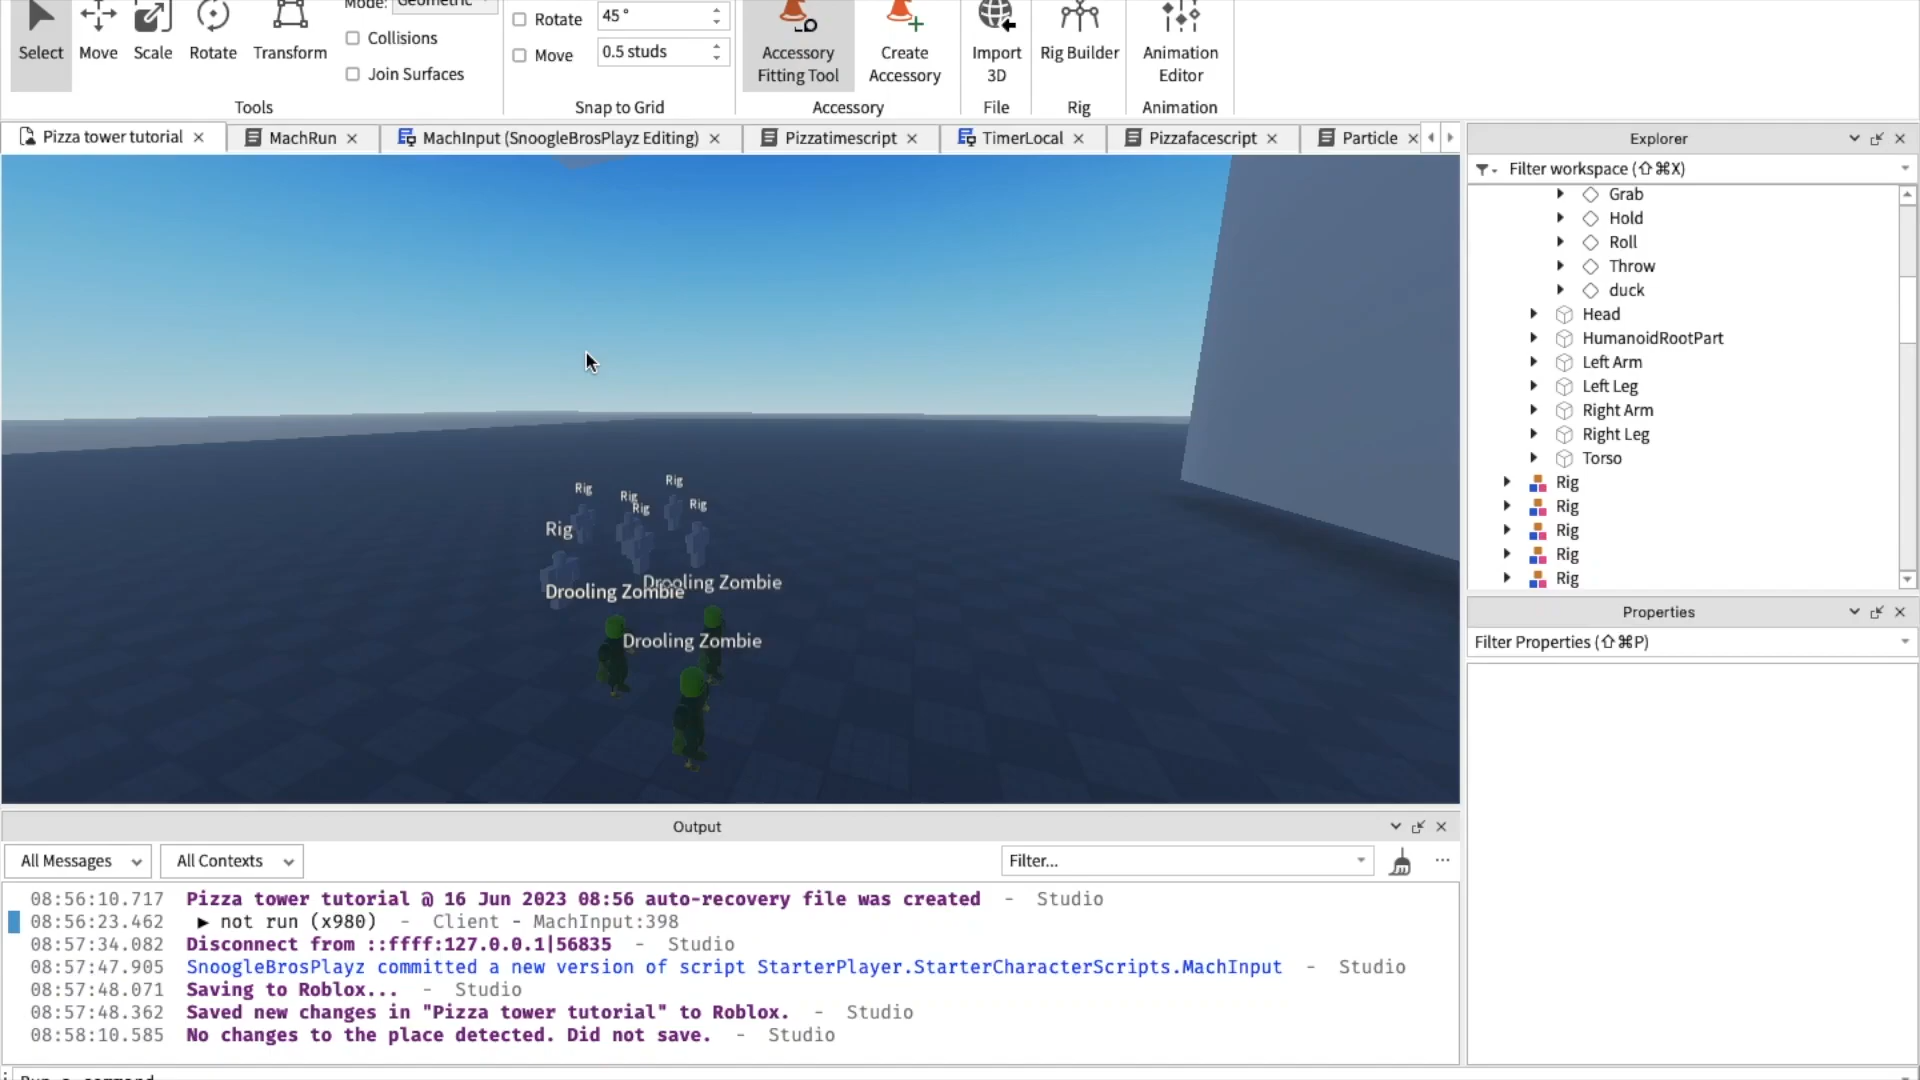 Mode: Geometric
Select
Move
Scale
Rotate
Transform
Collisions
Join Surfaces
Tools
Rotate 45 °
Move 0.5 studs
Snap to Grid
Accessory
Fitting Tool
Create
Accessory
Accessory
Import
3D
File
Rig Builder
Rig
Animation
Editor
Animation
Pizza tower tutorial
MachRun
MachInput (SnoogleBrosPlayz Editing)
Pizzatimescript
TimerLocal
Pizzafacescript
Particle
Rig
Rig
Rig
Rig
Rig
Rig
Drooling Zombie
Drooling Zombie
Drooling Zombie
Explorer
Filter workspace (⇧⌘X)
Grab
Hold
Roll
Throw
duck
Head
HumanoidRootPart
Left Arm
Left Leg
Right Arm
Right Leg
Torso
Rig
Rig
Rig
Rig
Rig
Properties
Filter Properties (⇧⌘P)
Output
All Messages
All Contexts
Filter...
08:56:10.717 Pizza tower tutorial @ 16 Jun 2023 08:56 auto-recovery file was created - Studio
08:56:23.462 ▶ not run (x980) - Client - MachInput:398
08:57:34.082 Disconnect from ::ffff:127.0.0.1|56835 - Studio
08:57:47.905 SnoogleBrosPlayz committed a new version of script StarterPlayer.StarterCharacterScripts.MachInput - Studio
08:57:48.071 Saving to Roblox... - Studio
08:57:48.362 Saved new changes in "Pizza tower tutorial" to Roblox. - Studio
08:58:10.585 No changes to the place detected. Did not save. - Studio
Run a command